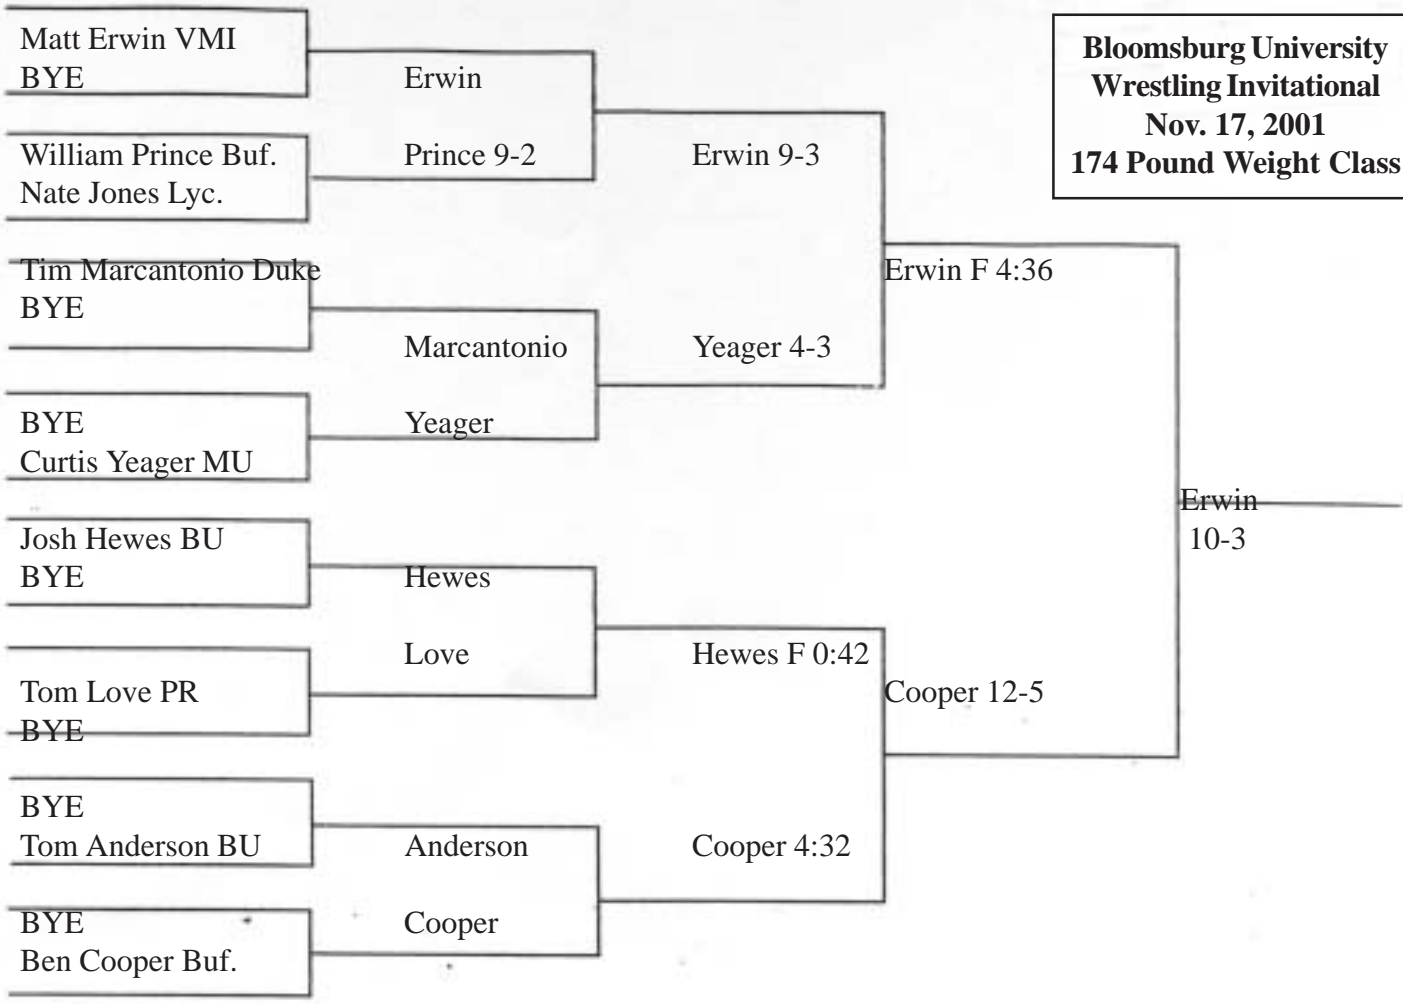 Matt Erwin VMI
BYE
William Prince Buf.
Nate Jones Lyc.
Tim Marcantonio Duke
BYE
BYE
Curtis Yeager MU
Josh Hewes BU
BYE
Tom Love PR
BYE
BYE
Tom Anderson BU
BYE
Ben Cooper Buf.
Erwin
Prince 9-2
Marcantonio
Yeager
Hewes
Love
Anderson
Cooper
Erwin 9-3
Yeager 4-3
Hewes F 0:42
Cooper 4:32
Erwin F 4:36
Cooper 12-5
Erwin
10-3
Bloomsburg University
Wrestling Invitational
Nov. 17, 2001
174 Pound Weight Class